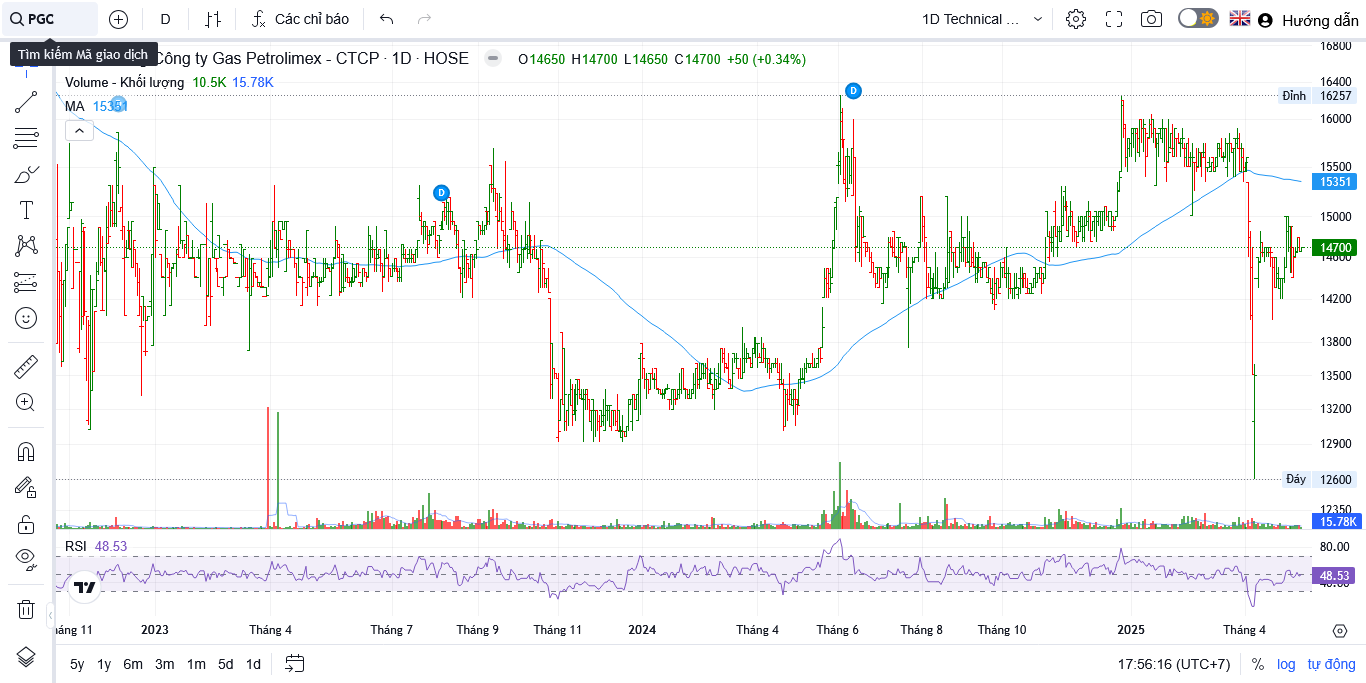 PGC
D
Các chỉ báo
1D Technical ...
Hướng dẫn
Tìm kiếm Mã giao dịch
Công ty Gas Petrolimex - CTCP · 1D · HOSE
O14650 H14700 L14650 C14700 +50 (+0.34%)
Volume - Khối lượng 10.5K 15.78K
MA 15351
D
D
16800
16400
Đỉnh 16257
16000
15500
15351
15000
14700
14600
14200
13800
13500
13200
12900
Đáy 12600
12350
15.78K
RSI 48.53
80.00
48.53
40.00
háng 11 2023 Tháng 4 Tháng 7 Tháng 9 Tháng 11 2024 Tháng 4 Tháng 6 Tháng 8 Tháng 10 2025 Tháng 4
5y 1y 6m 3m 1m 5d 1d
17:56:16 (UTC+7) % log tự động